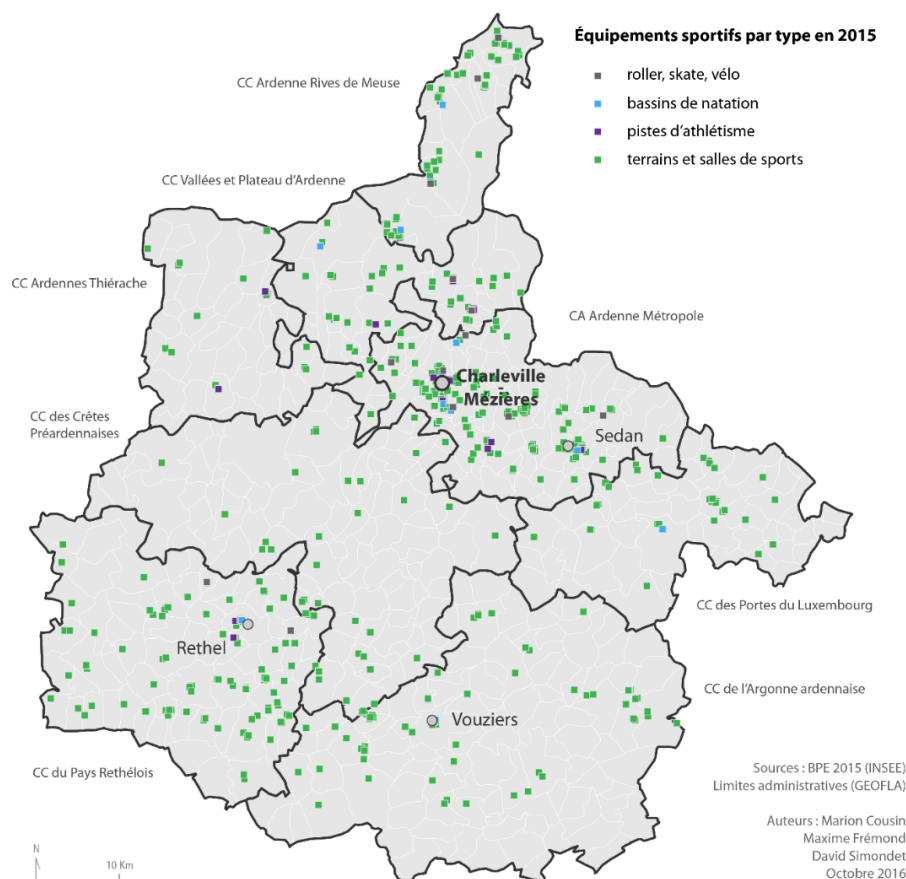 Équipements sportifs par type en 2015
roller, skate, vélo
bassins de natation
pistes d'athlétisme
terrains et salles de sports
CC Ardenne Rives de Meuse
CC Vallées et Plateau d'Ardenne
CC Ardennes Thiérache
CA Ardenne Métropole
Charleville
Mézières
CC des Crêtes
Préardennaises
Sedan
CC des Portes du Luxembourg
Rethel
CC de l'Argonne ardennaise
Vouziers
CC du Pays Rethélois
Sources : BPE 2015 (INSEE)
Limites administratives (GEOFLA)
Auteurs : Marion Cousin
Maxime Frémond
David Simondet
Octobre 2016
N
10 Km